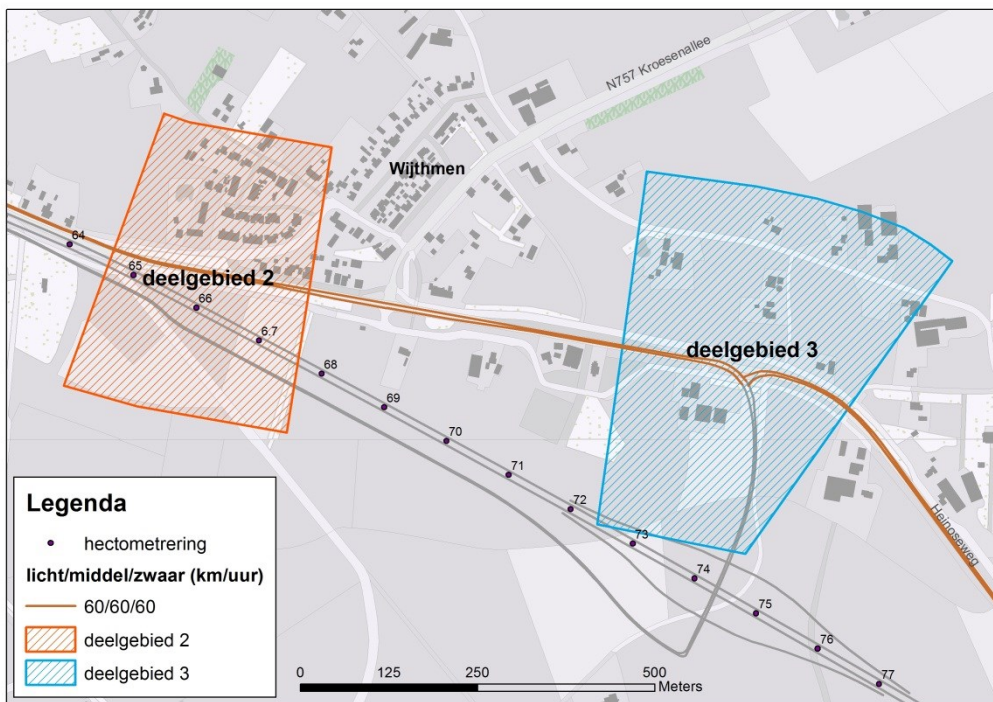 N757 Kroesenallee
Wijthmen
64
65
deelgebied 2
66
6.7
68
69
70
71
72
73
74
75
76
77
deelgebied 3
Heinoseweg
Legenda
hectometrering
licht/middel/zwaar (km/uur)
60/60/60
deelgebied 2
deelgebied 3
0 125 250 500
Meters